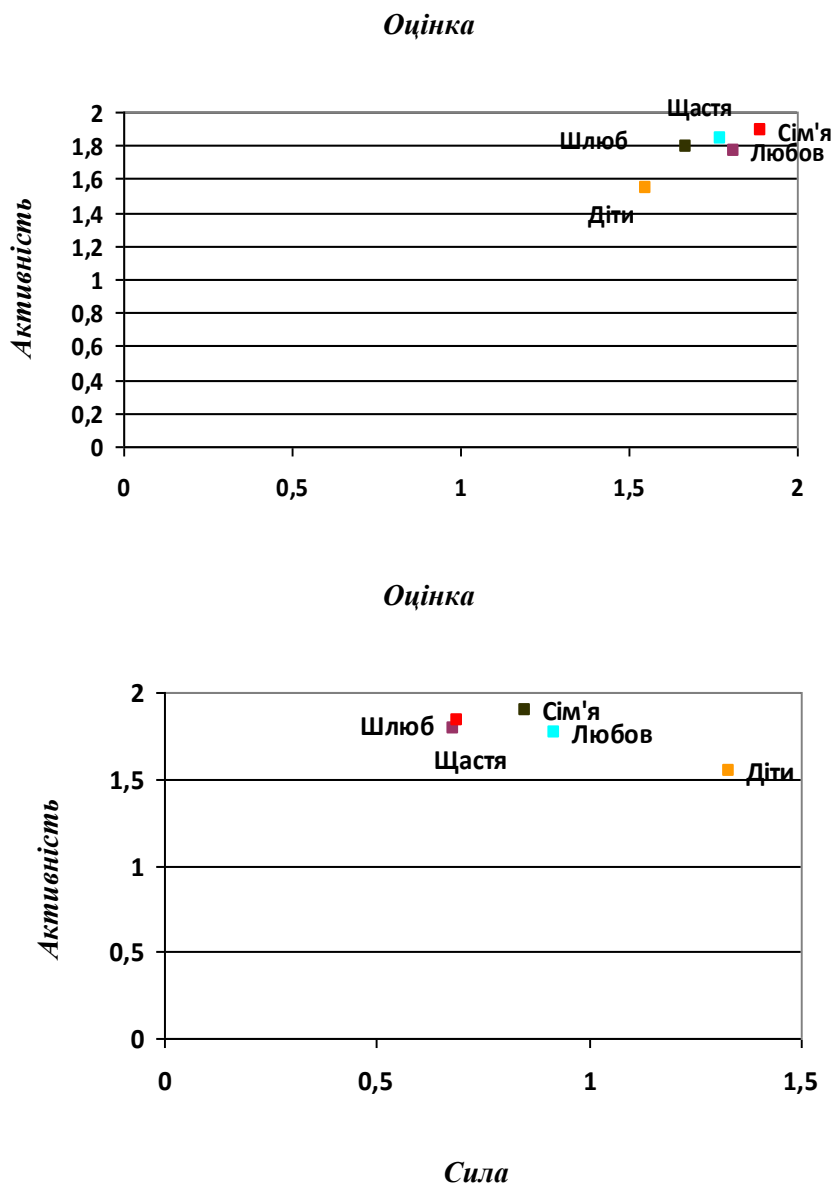 Оцінка
Щастя
2
Сім'я
1,8
Шлюб
Любов
1,6
Діти
1,4
1,2
1
0,8
0,6
0,4
0,2
0
Активність
0 0,5 1 1,5 2
Оцінка
2
Сім'я
Шлюб
Любов
Щастя
Діти
1,5
1
0,5
0
Активність
0 0,5 1 1,5
Сила